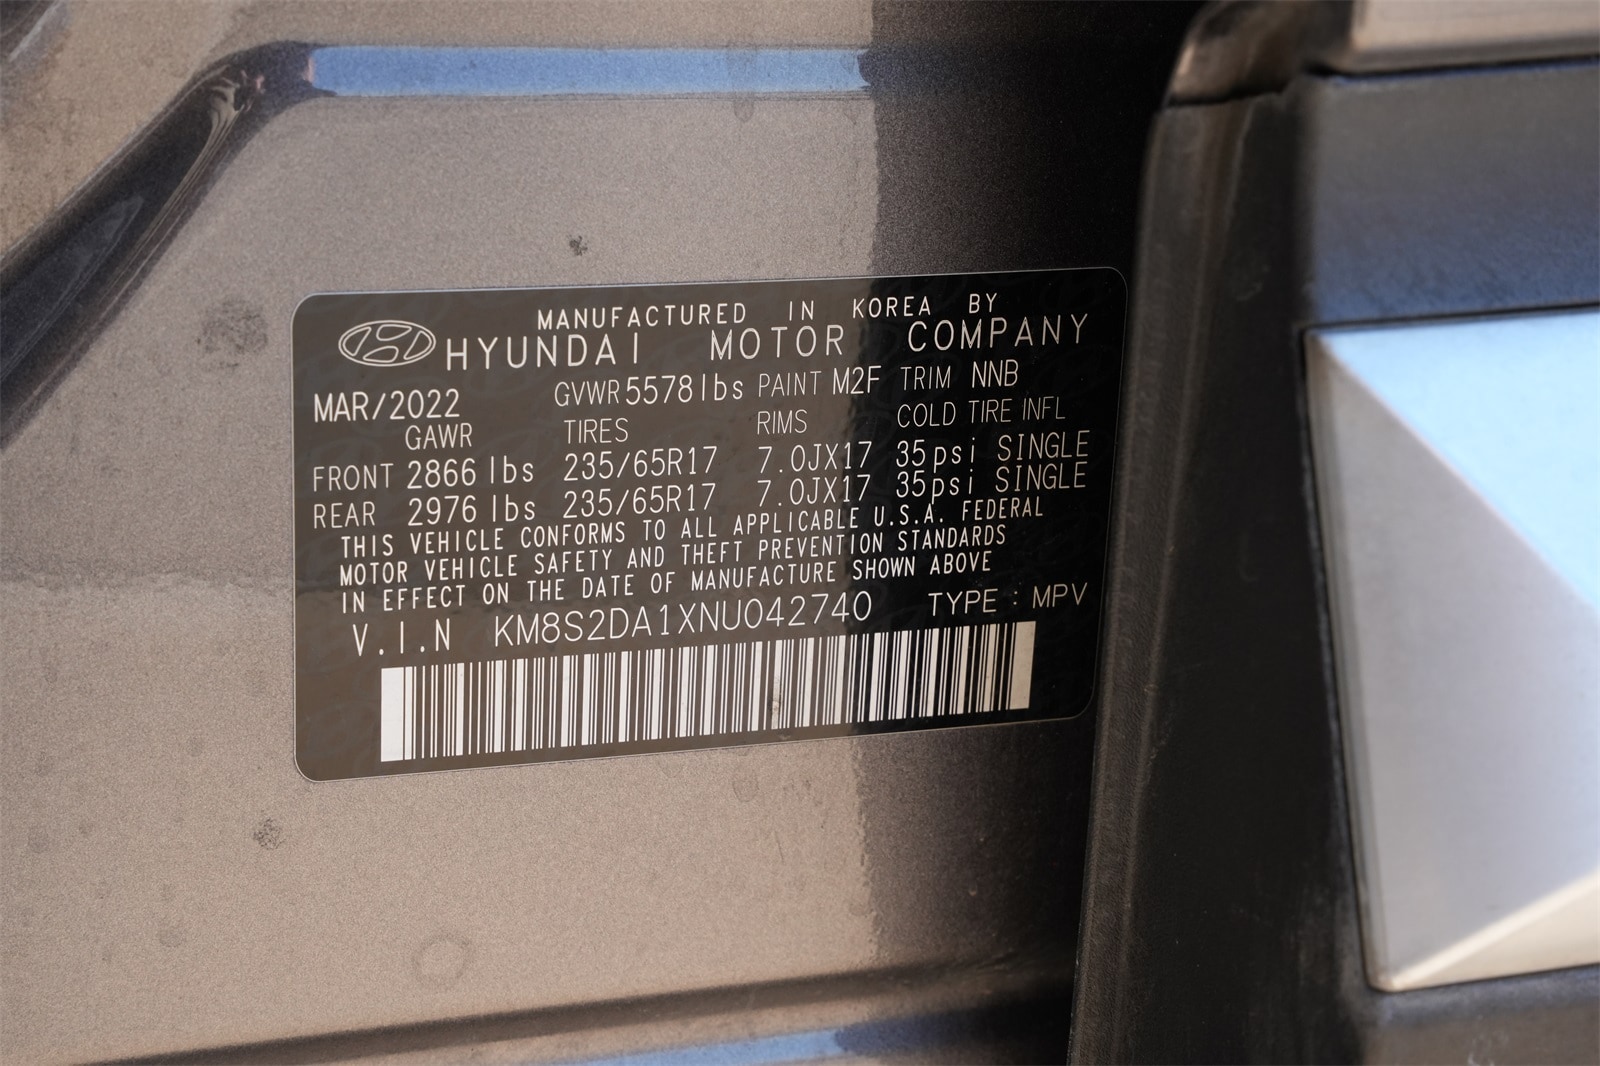 MANUFACTURED IN KOREA BY
HYUNDAI MOTOR COMPANY
MAR/2022 GVWR 5578 lbs PAINT M2F TRIM NNB
GAWR TIRES RIMS COLD TIRE INFL
FRONT 2866 lbs 235/65R17 7.0JX17 35psi SINGLE
REAR 2976 lbs 235/65R17 7.0JX17 35psi SINGLE
THIS VEHICLE CONFORMS TO ALL APPLICABLE U.S.A. FEDERAL
MOTOR VEHICLE SAFETY AND THEFT PREVENTION STANDARDS
IN EFFECT ON THE DATE OF MANUFACTURE SHOWN ABOVE
V.I.N KM8S2DA1XNU042740 TYPE : MPV